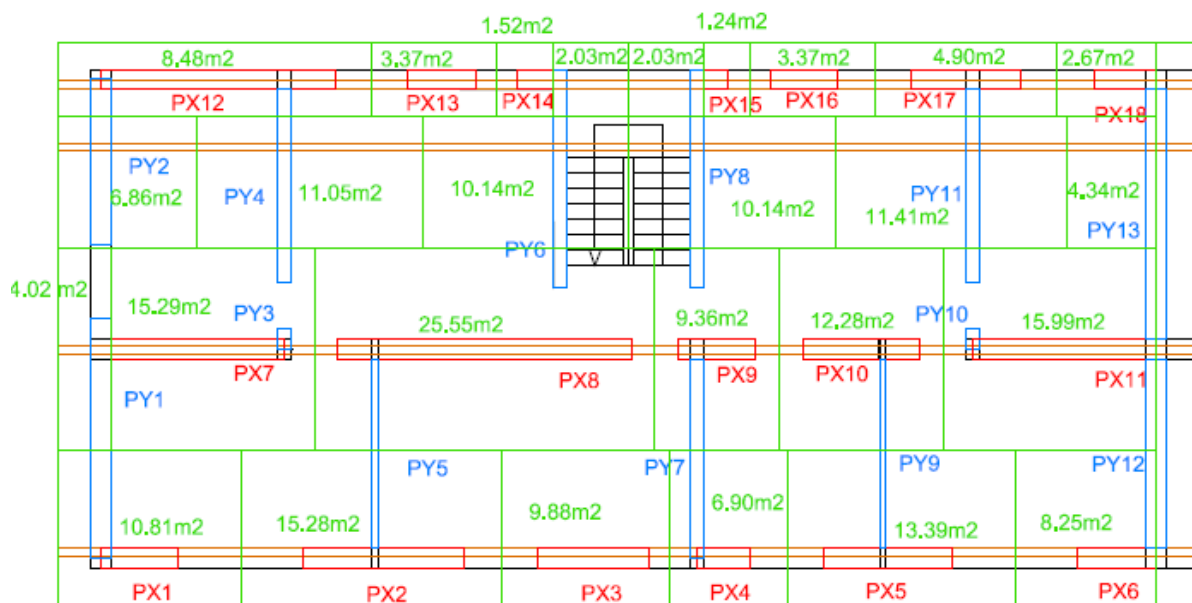 1.52m2
1.24m2
8.48m2
3.37m2
2.03m2
2.03m2
3.37m2
4.90m2
2.67m2
PX12
PX13
PX14
PX15
PX16
PX17
PX18
PY2
PY4
PY8
PY11
PY13
6.86m2
11.05m2
10.14m2
10.14m2
11.41m2
4.34m2
PY6
V
4.02 m2
15.29m2
PY3
25.55m2
9.36m2
12.28m2
PY10
15.99m2
PX7
PX8
PX9
PX10
PX11
PY1
PY5
PY7
PY9
PY12
10.81m2
15.28m2
9.88m2
6.90m2
13.39m2
8.25m2
PX1
PX2
PX3
PX4
PX5
PX6